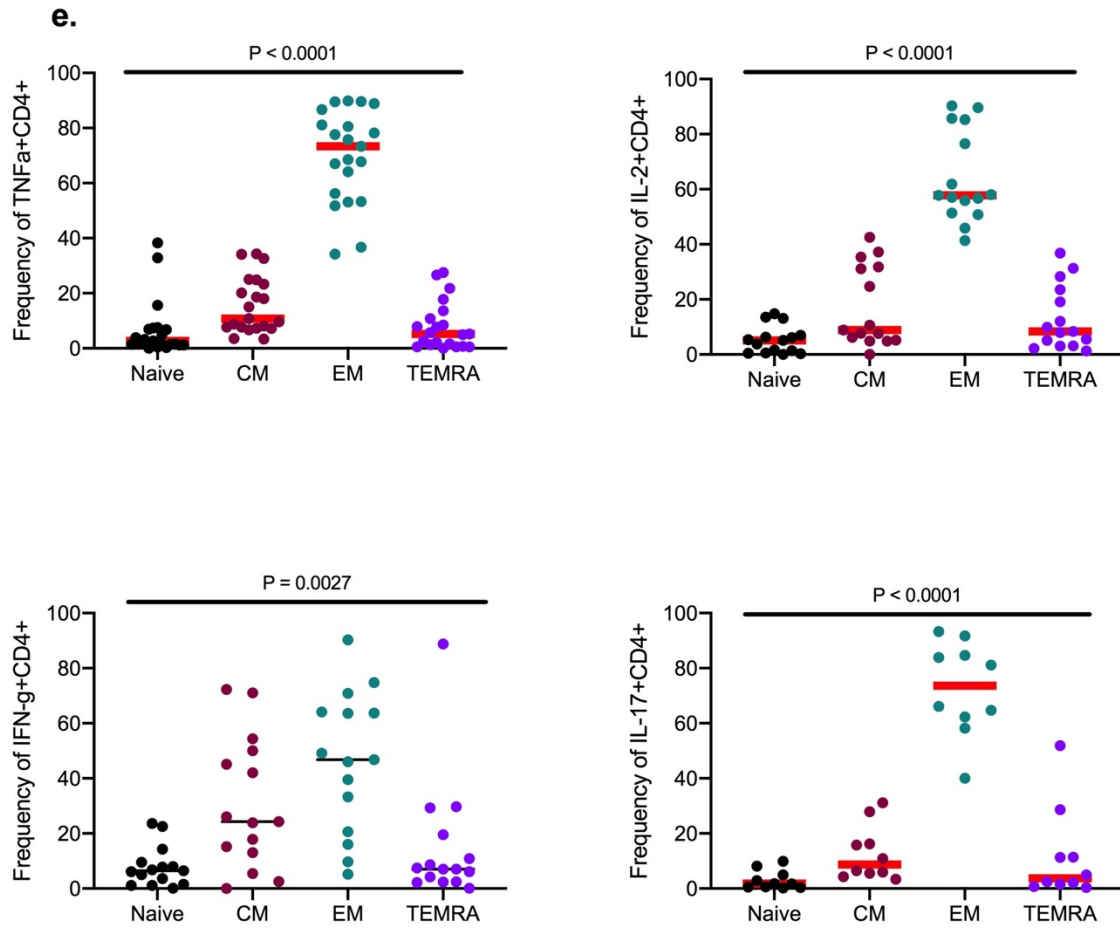 e.
P < 0.0001
Frequency of TNFa+CD4+
100
80
60
40
20
0
Naive CM EM TEMRA
P < 0.0001
Frequency of IL-2+CD4+
100
80
60
40
20
0
Naive CM EM TEMRA
P = 0.0027
Frequency of IFN-g+CD4+
100
80
60
40
20
0
Naive CM EM TEMRA
P < 0.0001
Frequency of IL-17+CD4+
100
80
60
40
20
0
Naive CM EM TEMRA